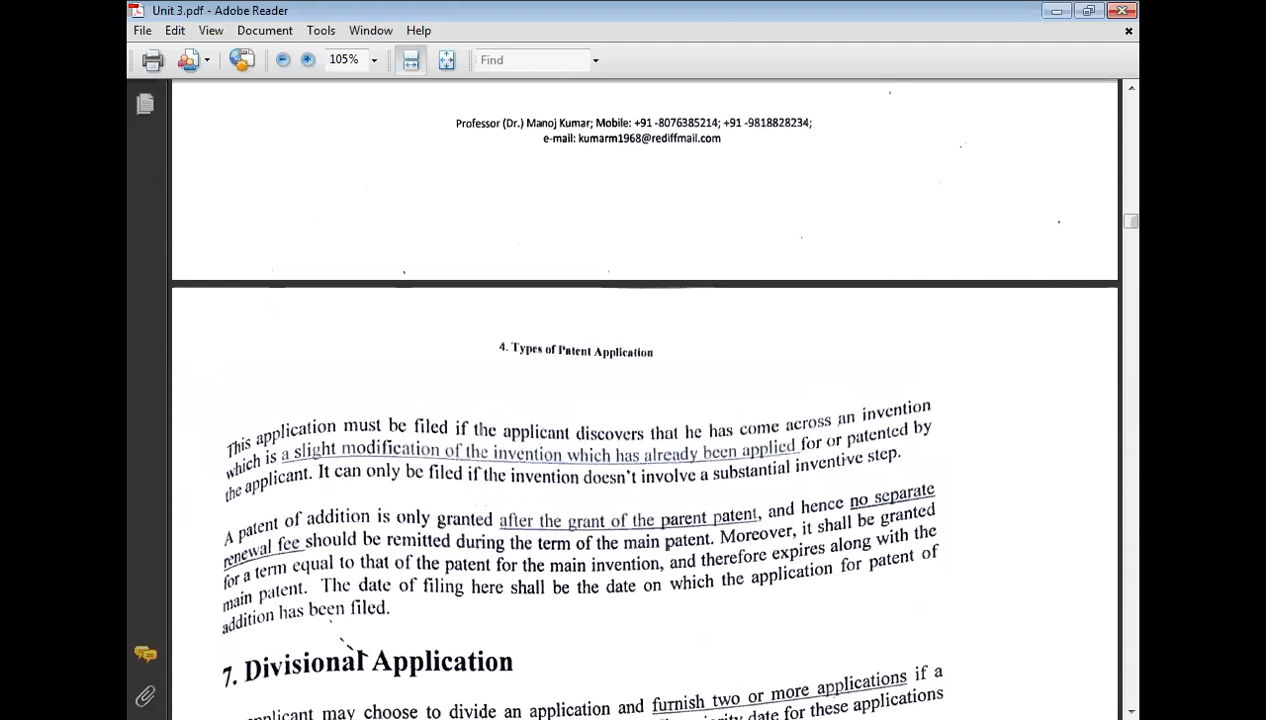 Unit 3.pdf - Adobe Reader
File Edit View Document Tools Window Help
105% Find
Professor (Dr.) Manoj Kumar; Mobile: +91 -8076385214; +91 -9818828234;
e-mail: kumarm1968@rediffmail.com
4. Types of Patent Application
This application must be filed if the applicant discovers that he has come across an invention
which is a slight modification of the invention which has already been applied for or patented by
the applicant. It can only be filed if the invention doesn't involve a substantial inventive step.
A patent of addition is only granted after the grant of the parent patent, and hence no separate
renewal fee should be remitted during the term of the main patent. Moreover, it shall be granted
for a term equal to that of the patent for the main invention, and therefore expires along with the
main patent. The date of filing here shall be the date on which the application for patent of
addition has been filed.
7. Divisional Application
applicant may choose to divide an application and furnish two or more applications if a
date for these applications